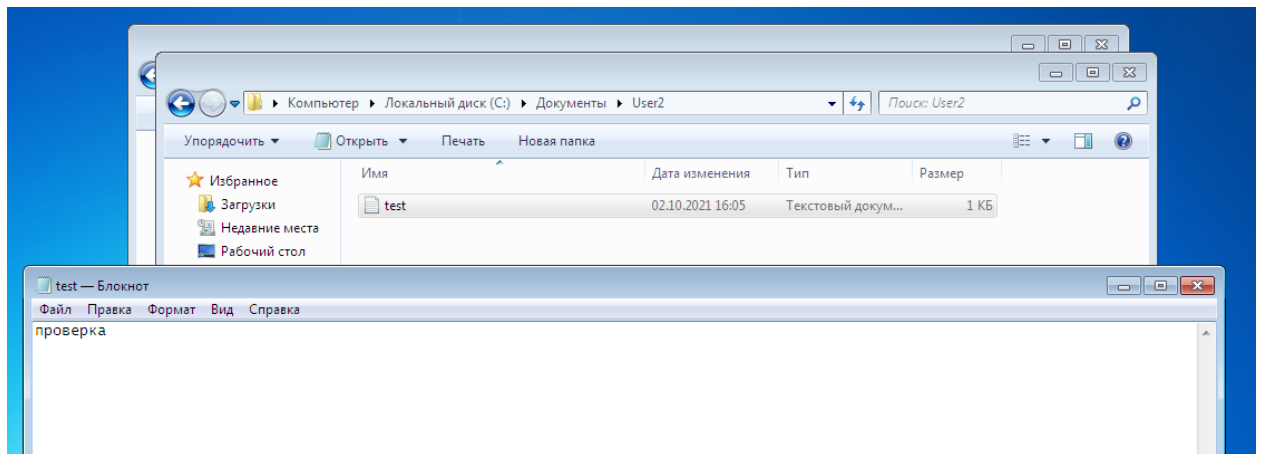 Компьютер Локальный диск (C:) Документы User2 Поиск: User2
Упорядочить Открыть Печать Новая папка
Избранное
Загрузки
Недавние места
Рабочий стол
Имя Дата изменения Тип Размер
test 02.10.2021 16:05 Текстовый докум... 1 КБ
test — Блокнот
Файл Правка Формат Вид Справка
проверка